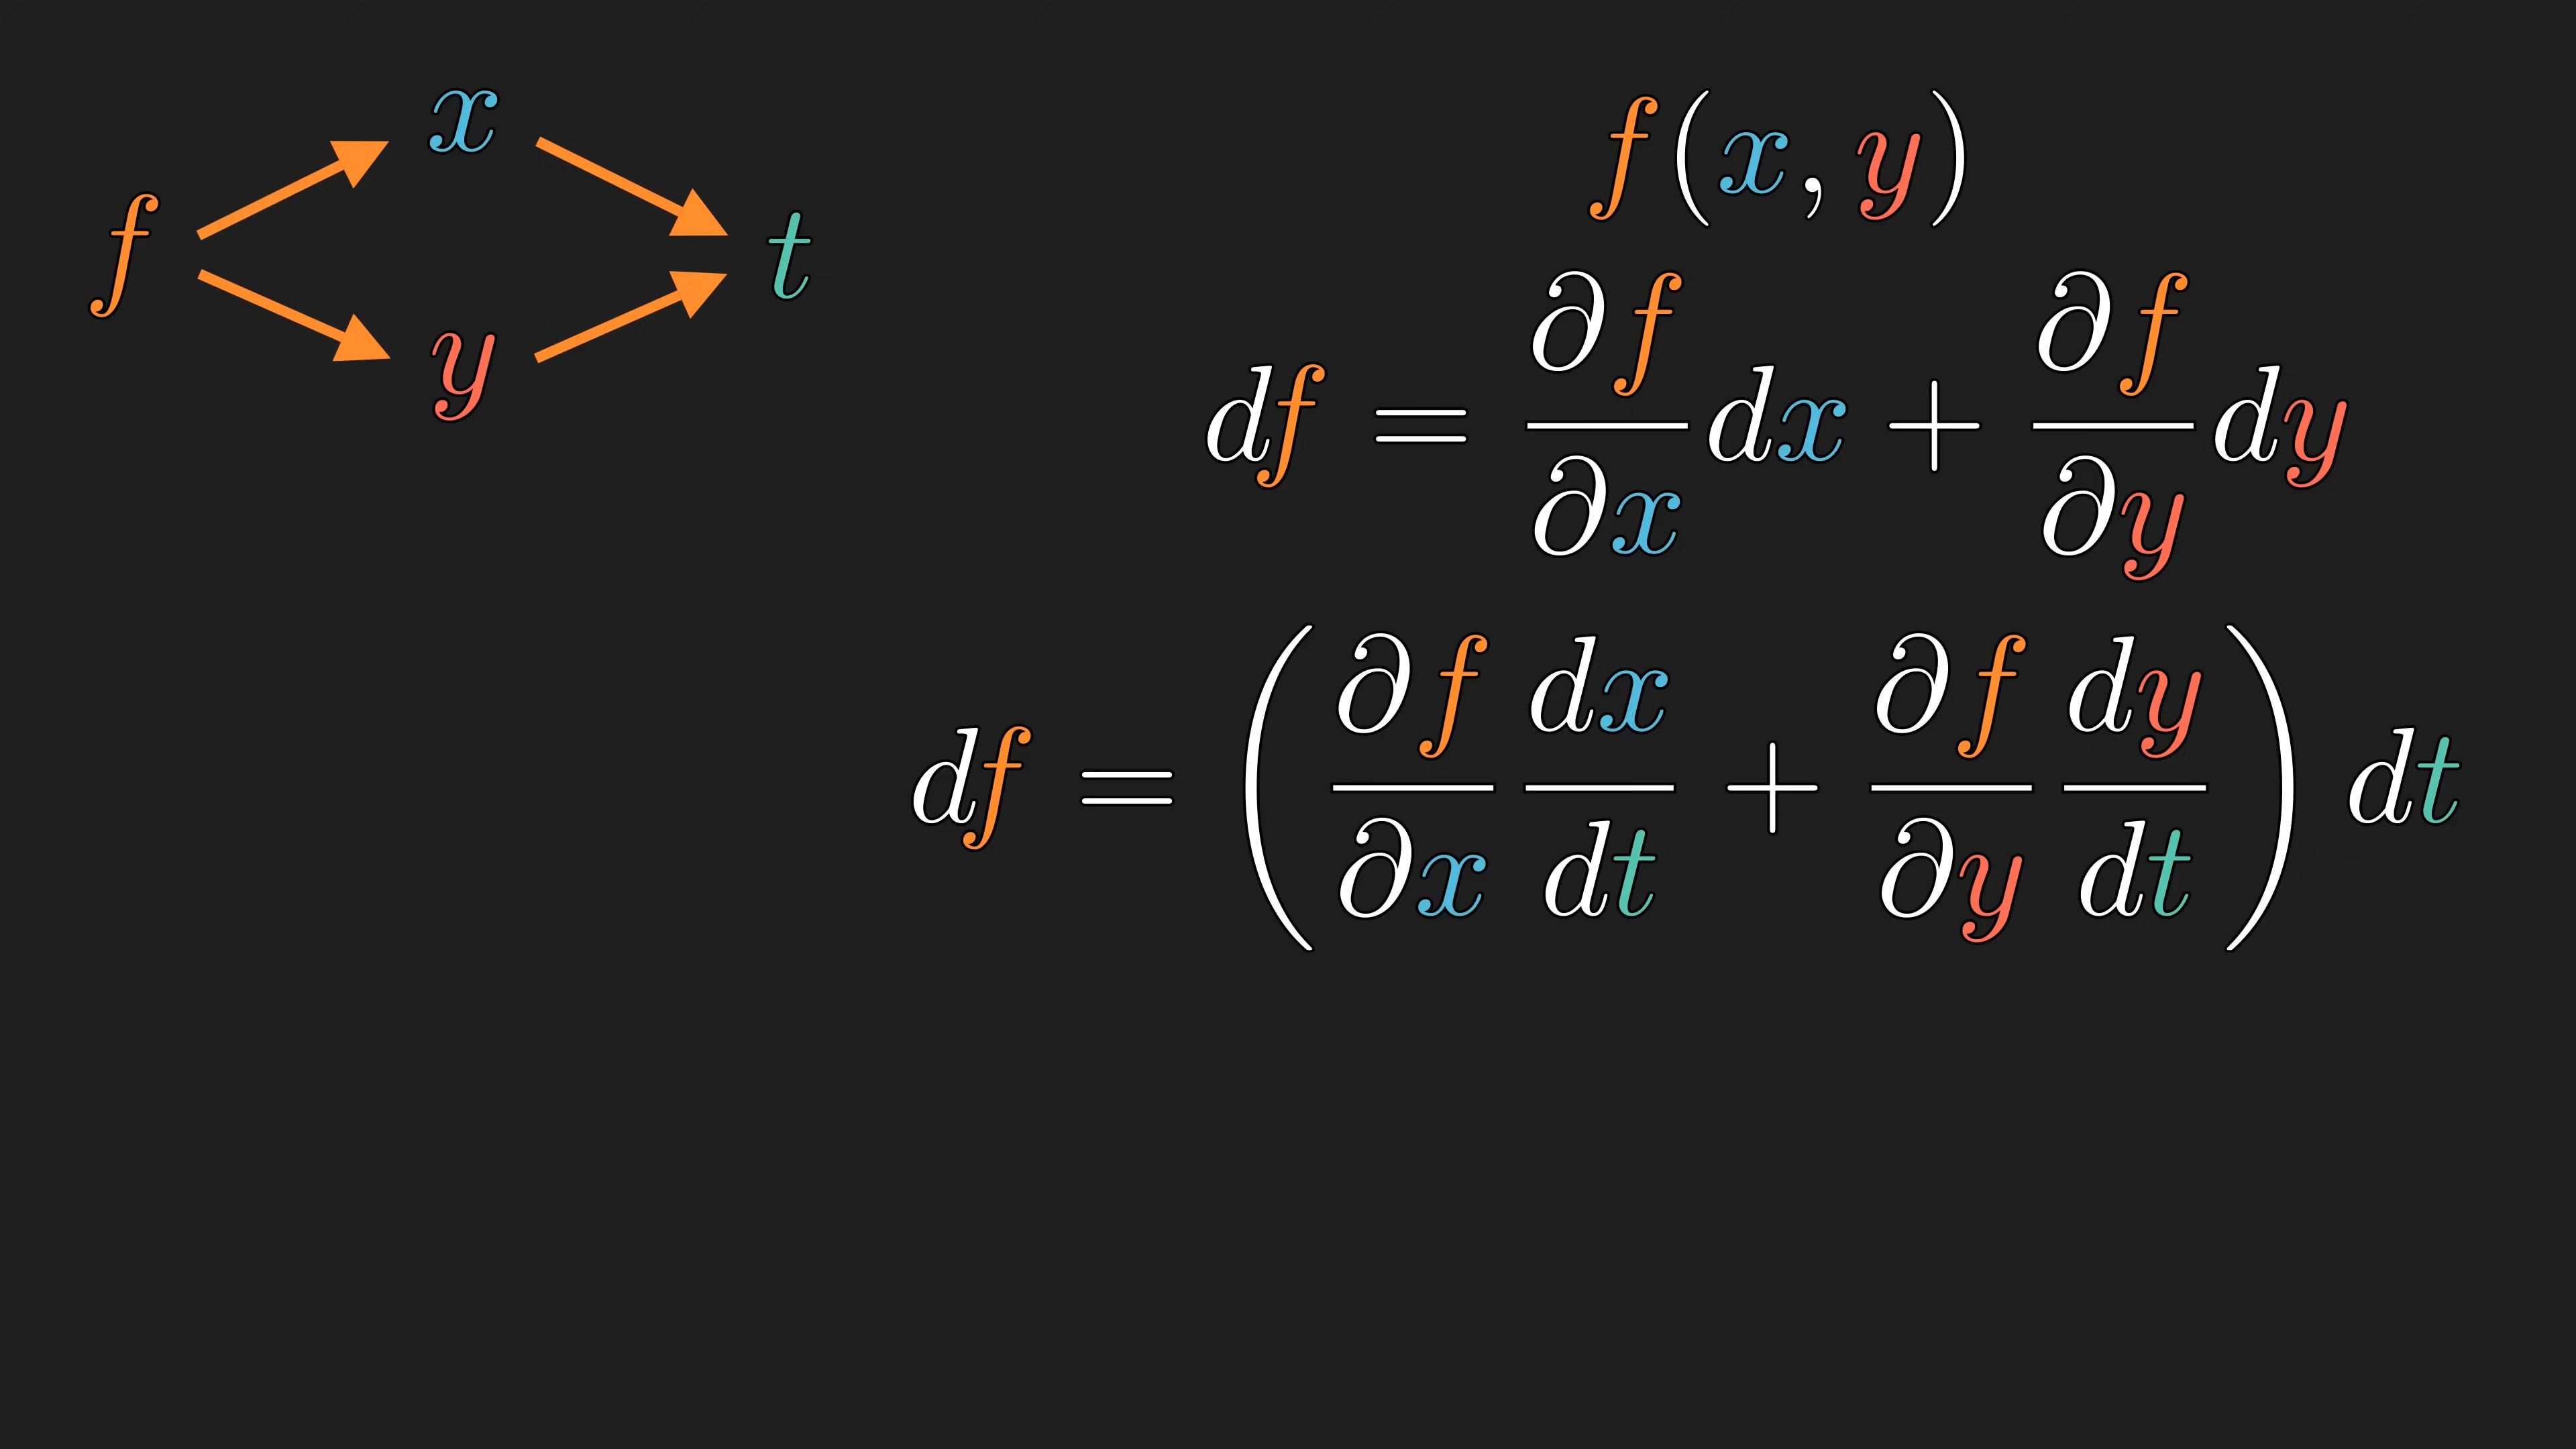 x
f
t
y
f(x, y)
df = ∂f/∂x dx + ∂f/∂y dy
df = (∂f/∂x dx/dt + ∂f/∂y dy/dt) dt